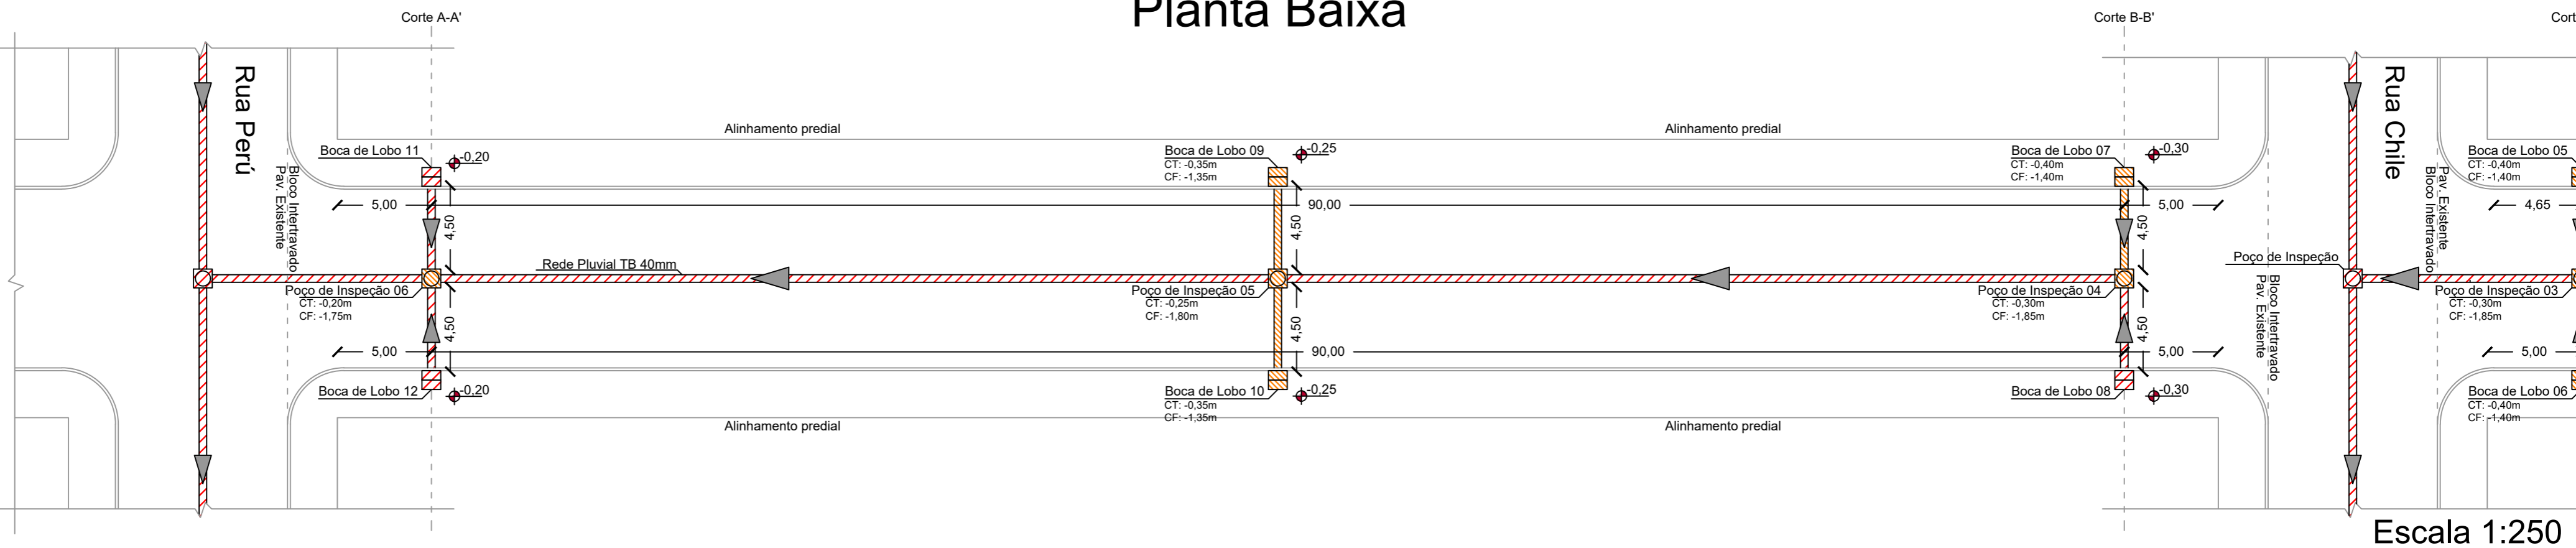 Planta Baixa
Corte A-A'
Corte B-B'
Cort
Rua Perú
Rua Chile
Alinhamento predial
Alinhamento predial
Boca de Lobo 11
-0,20
Boca de Lobo 09
CT: -0,35m
CF: -1,35m
-0,25
Boca de Lobo 07
CT: -0,40m
CF: -1,40m
-0,30
Boca de Lobo 05
CT: -0,40m
CF: -1,40m
Bloco Intertravado
Pav. Existente
Pav. Existente
Bloco Intertravado
5,00
90,00
5,00
4,65
4,50
4,50
4,50
Rede Pluvial TB 40mm
Poço de Inspeção
Poço de Inspeção 06
CT: -0,20m
CF: -1,75m
Poço de Inspeção 05
CT: -0,25m
CF: -1,80m
Poço de Inspeção 04
CT: -0,30m
CF: -1,85m
Poço de Inspeção 03
CT: -0,30m
CF: -1,85m
Bloco Intertravado
Pav. Existente
4,50
4,50
4,50
5,00
90,00
5,00
5,00
Boca de Lobo 12
-0,20
Boca de Lobo 10
CT: -0,35m
CF: -1,35m
-0,25
Boca de Lobo 08
-0,30
Boca de Lobo 06
CT: -0,40m
CF: -1,40m
Alinhamento predial
Alinhamento predial
Escala 1:250